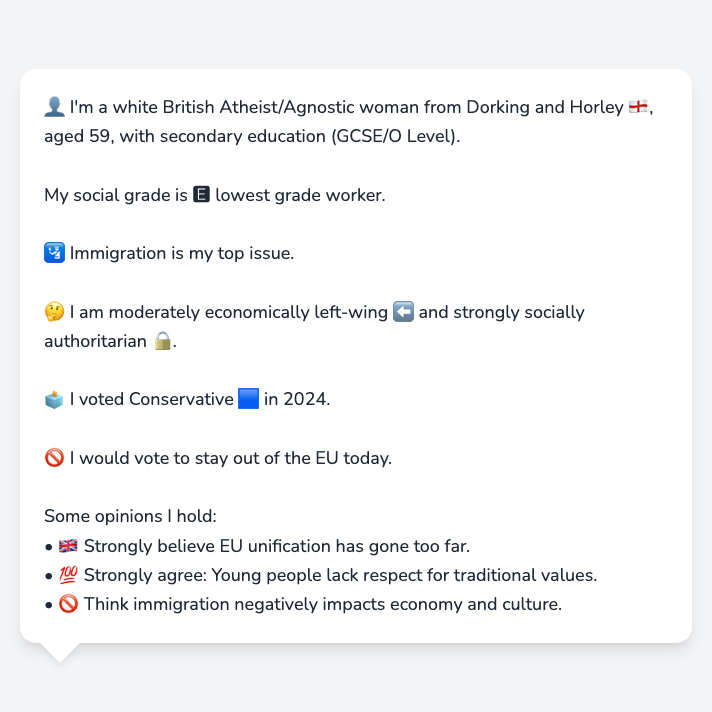 👤 I'm a white British Atheist/Agnostic woman from Dorking and Horley 🏴󠁧󠁢󠁥󠁮󠁧󠁿,
aged 59, with secondary education (GCSE/O Level).
My social grade is 🅴 lowest grade worker.
🛂 Immigration is my top issue.
🤔 I am moderately economically left-wing ⬅️ and strongly socially
authoritarian 🔒.
🗳️ I voted Conservative 🟦 in 2024.
🚫 I would vote to stay out of the EU today.
Some opinions I hold:
• 🇬🇧 Strongly believe EU unification has gone too far.
• 💯 Strongly agree: Young people lack respect for traditional values.
• 🚫 Think immigration negatively impacts economy and culture.